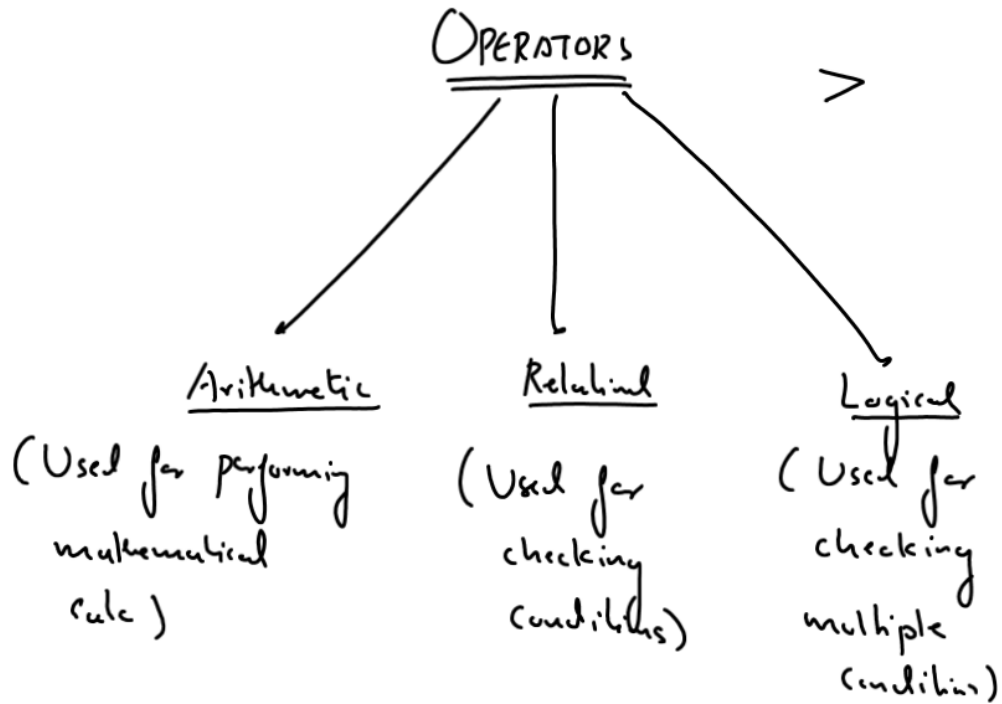 OPERATORS
>
Arithmetic
(Used for performing
mathematical
calc)
Relational
(Used for
checking
conditions)
Logical
(Used for
checking
multiple
conditions)